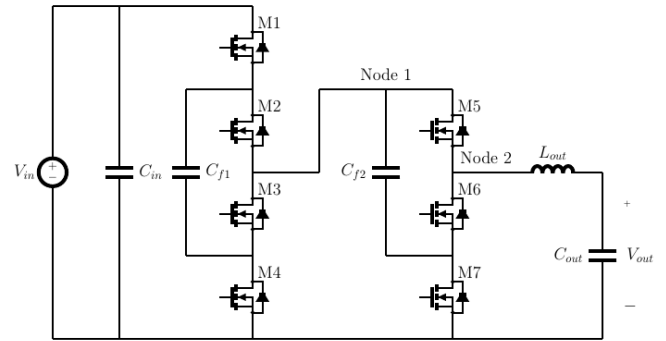 M1
Node 1
M2
M5
Node 2
L_out
+
V_in
+
−
C_in
C_f1
C_f2
+
M3
M6
C_out
V_out
M4
M7
−